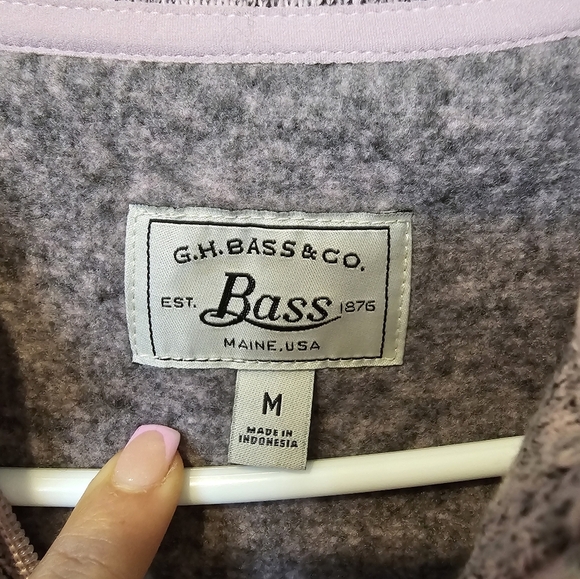 G.H.BASS&CO.
EST. Bass 1876
MAINE, USA
M
MADE IN
INDONESIA